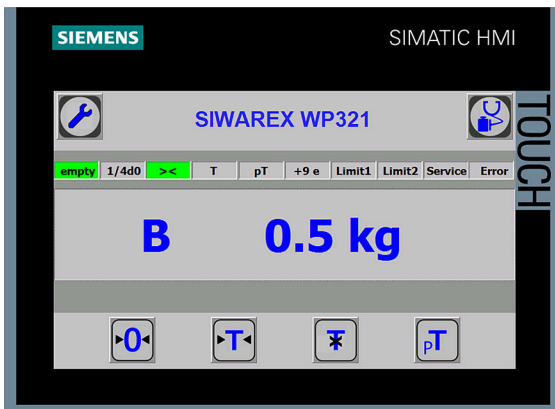 SIEMENS SIMATIC HMI
TOUCH
SIWAREX WP321
empty 1/4d0 >< T pT +9 e Limit1 Limit2 Service Error
B 0.5 kg
0 T T pT